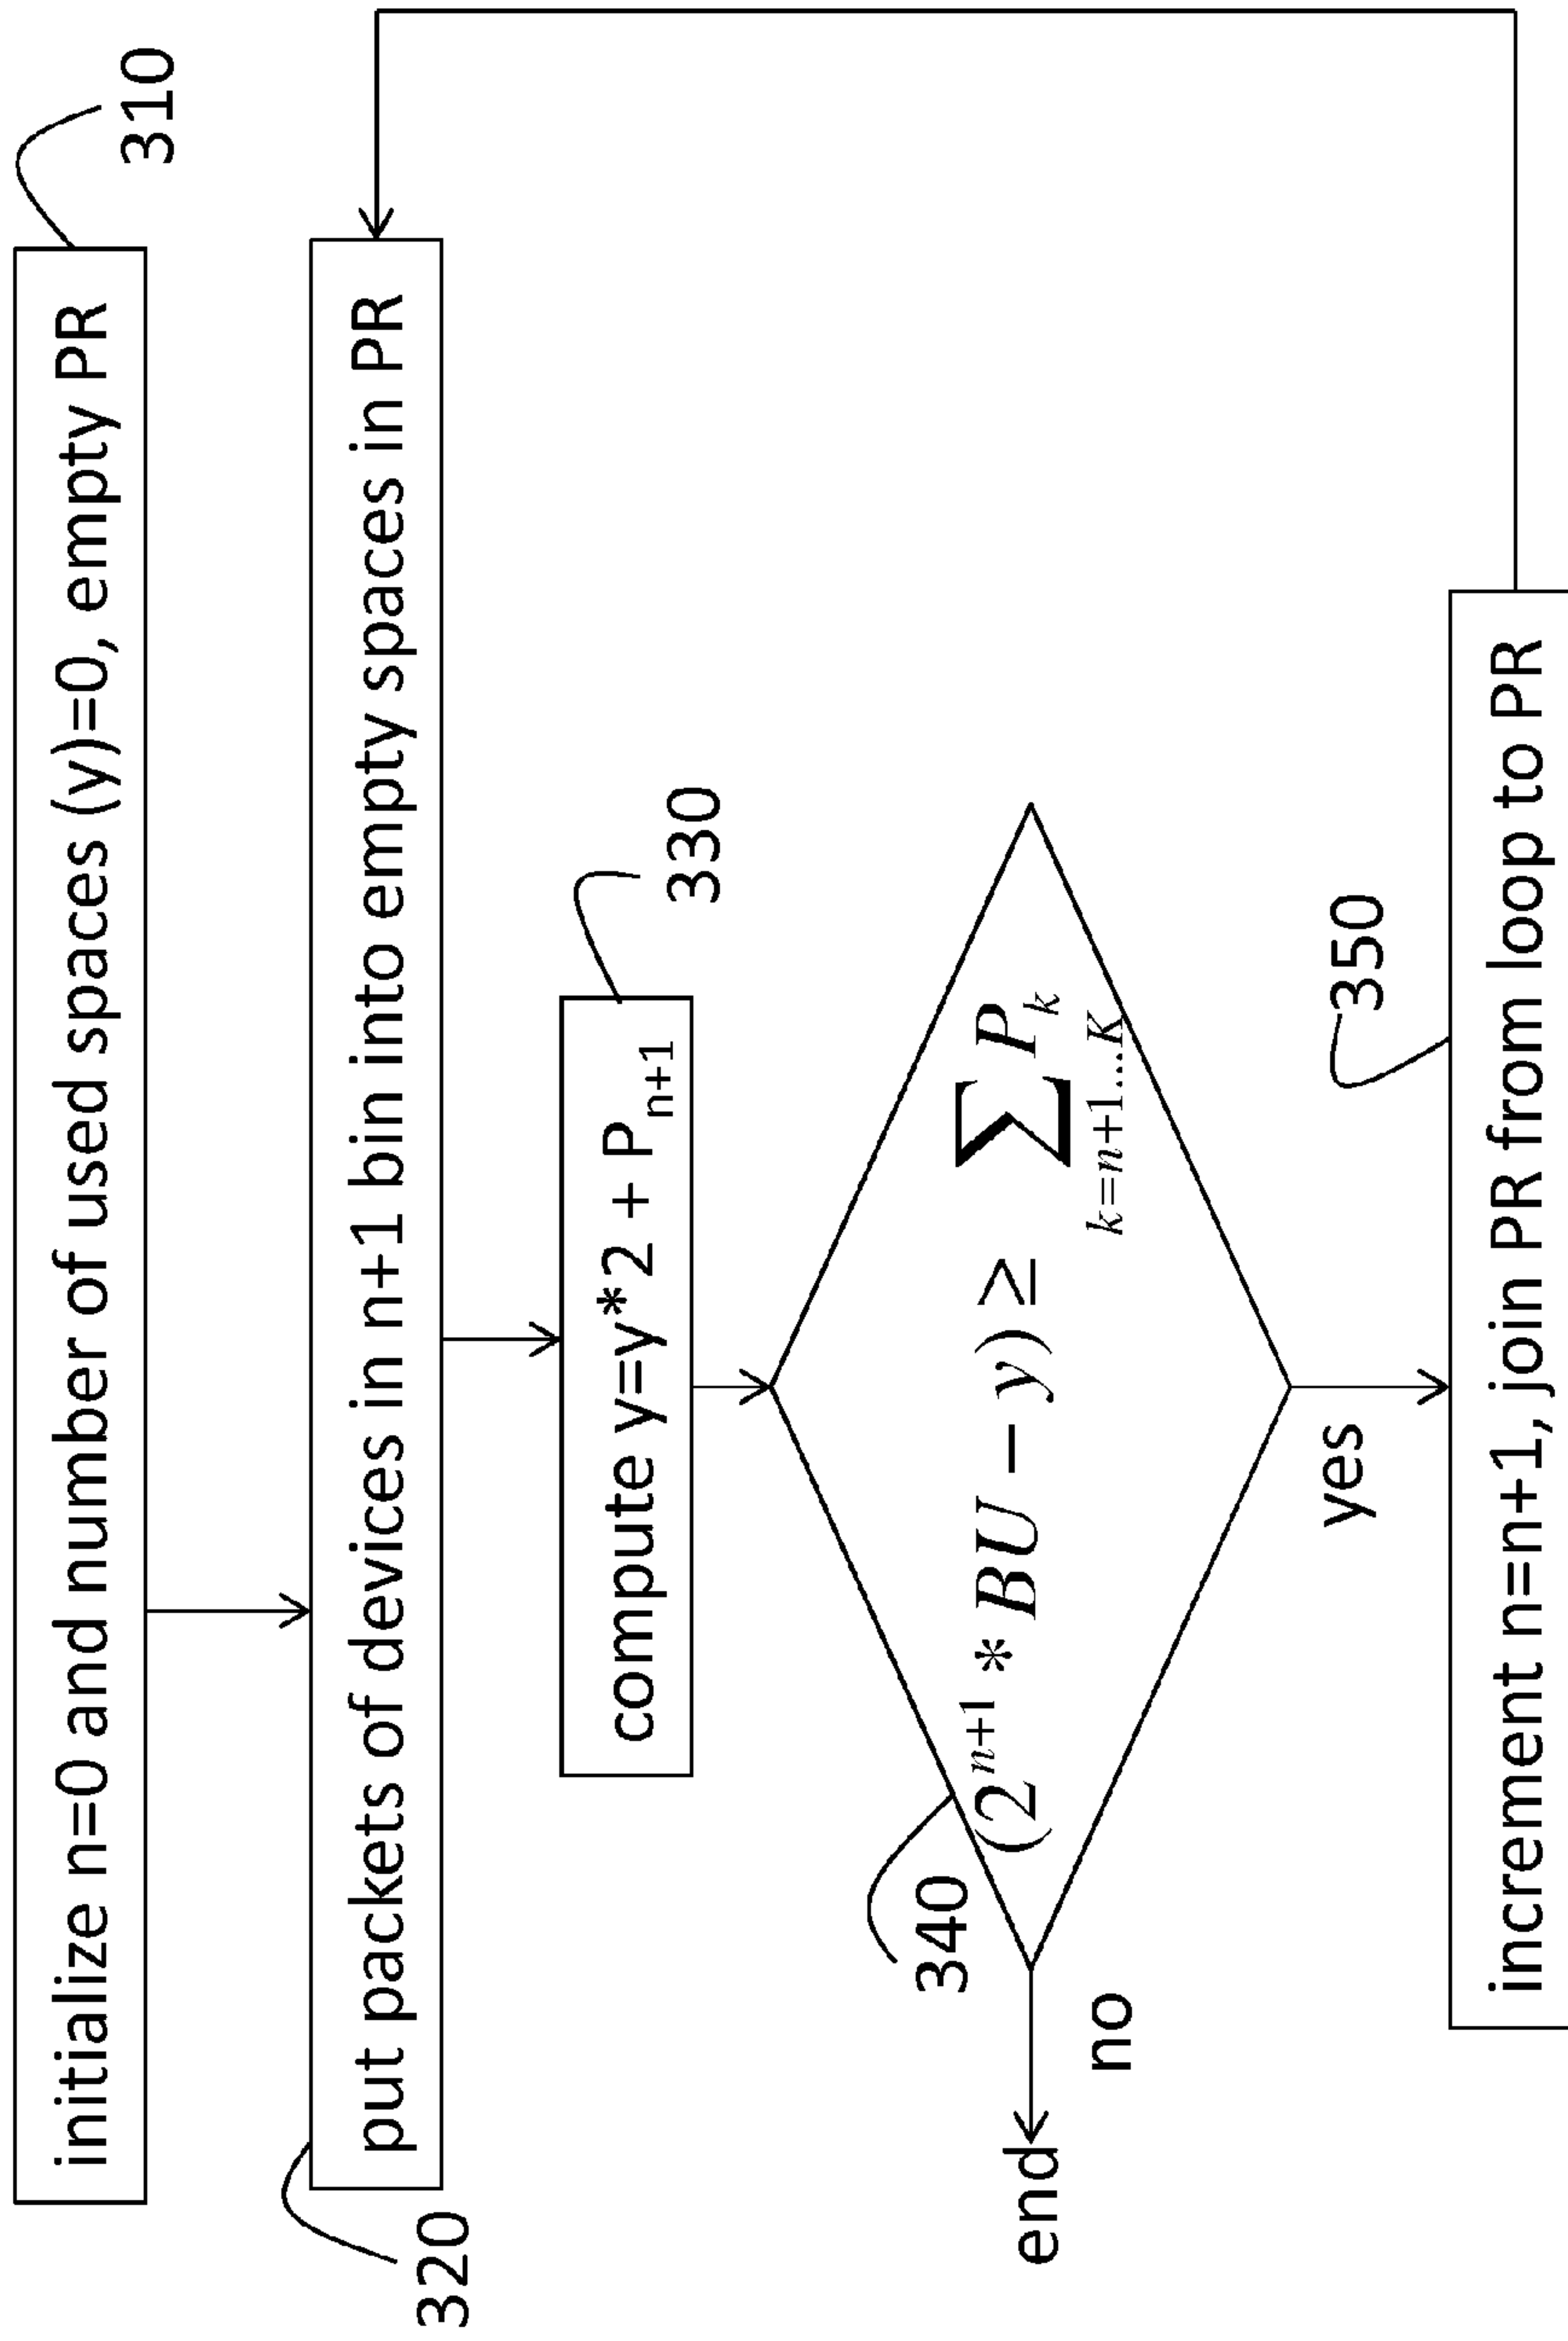 initialize n=0 and number of used spaces (y)=0, empty PR
310
put packets of devices in n+1 bin into empty spaces in PR
320
compute y=y*2 + P_{n+1}
330
(2^{n+1} * BU − y) ≥ ∑ P_k
k=n+1...K
340
no
end
yes
increment n=n+1, join PR from loop to PR
350